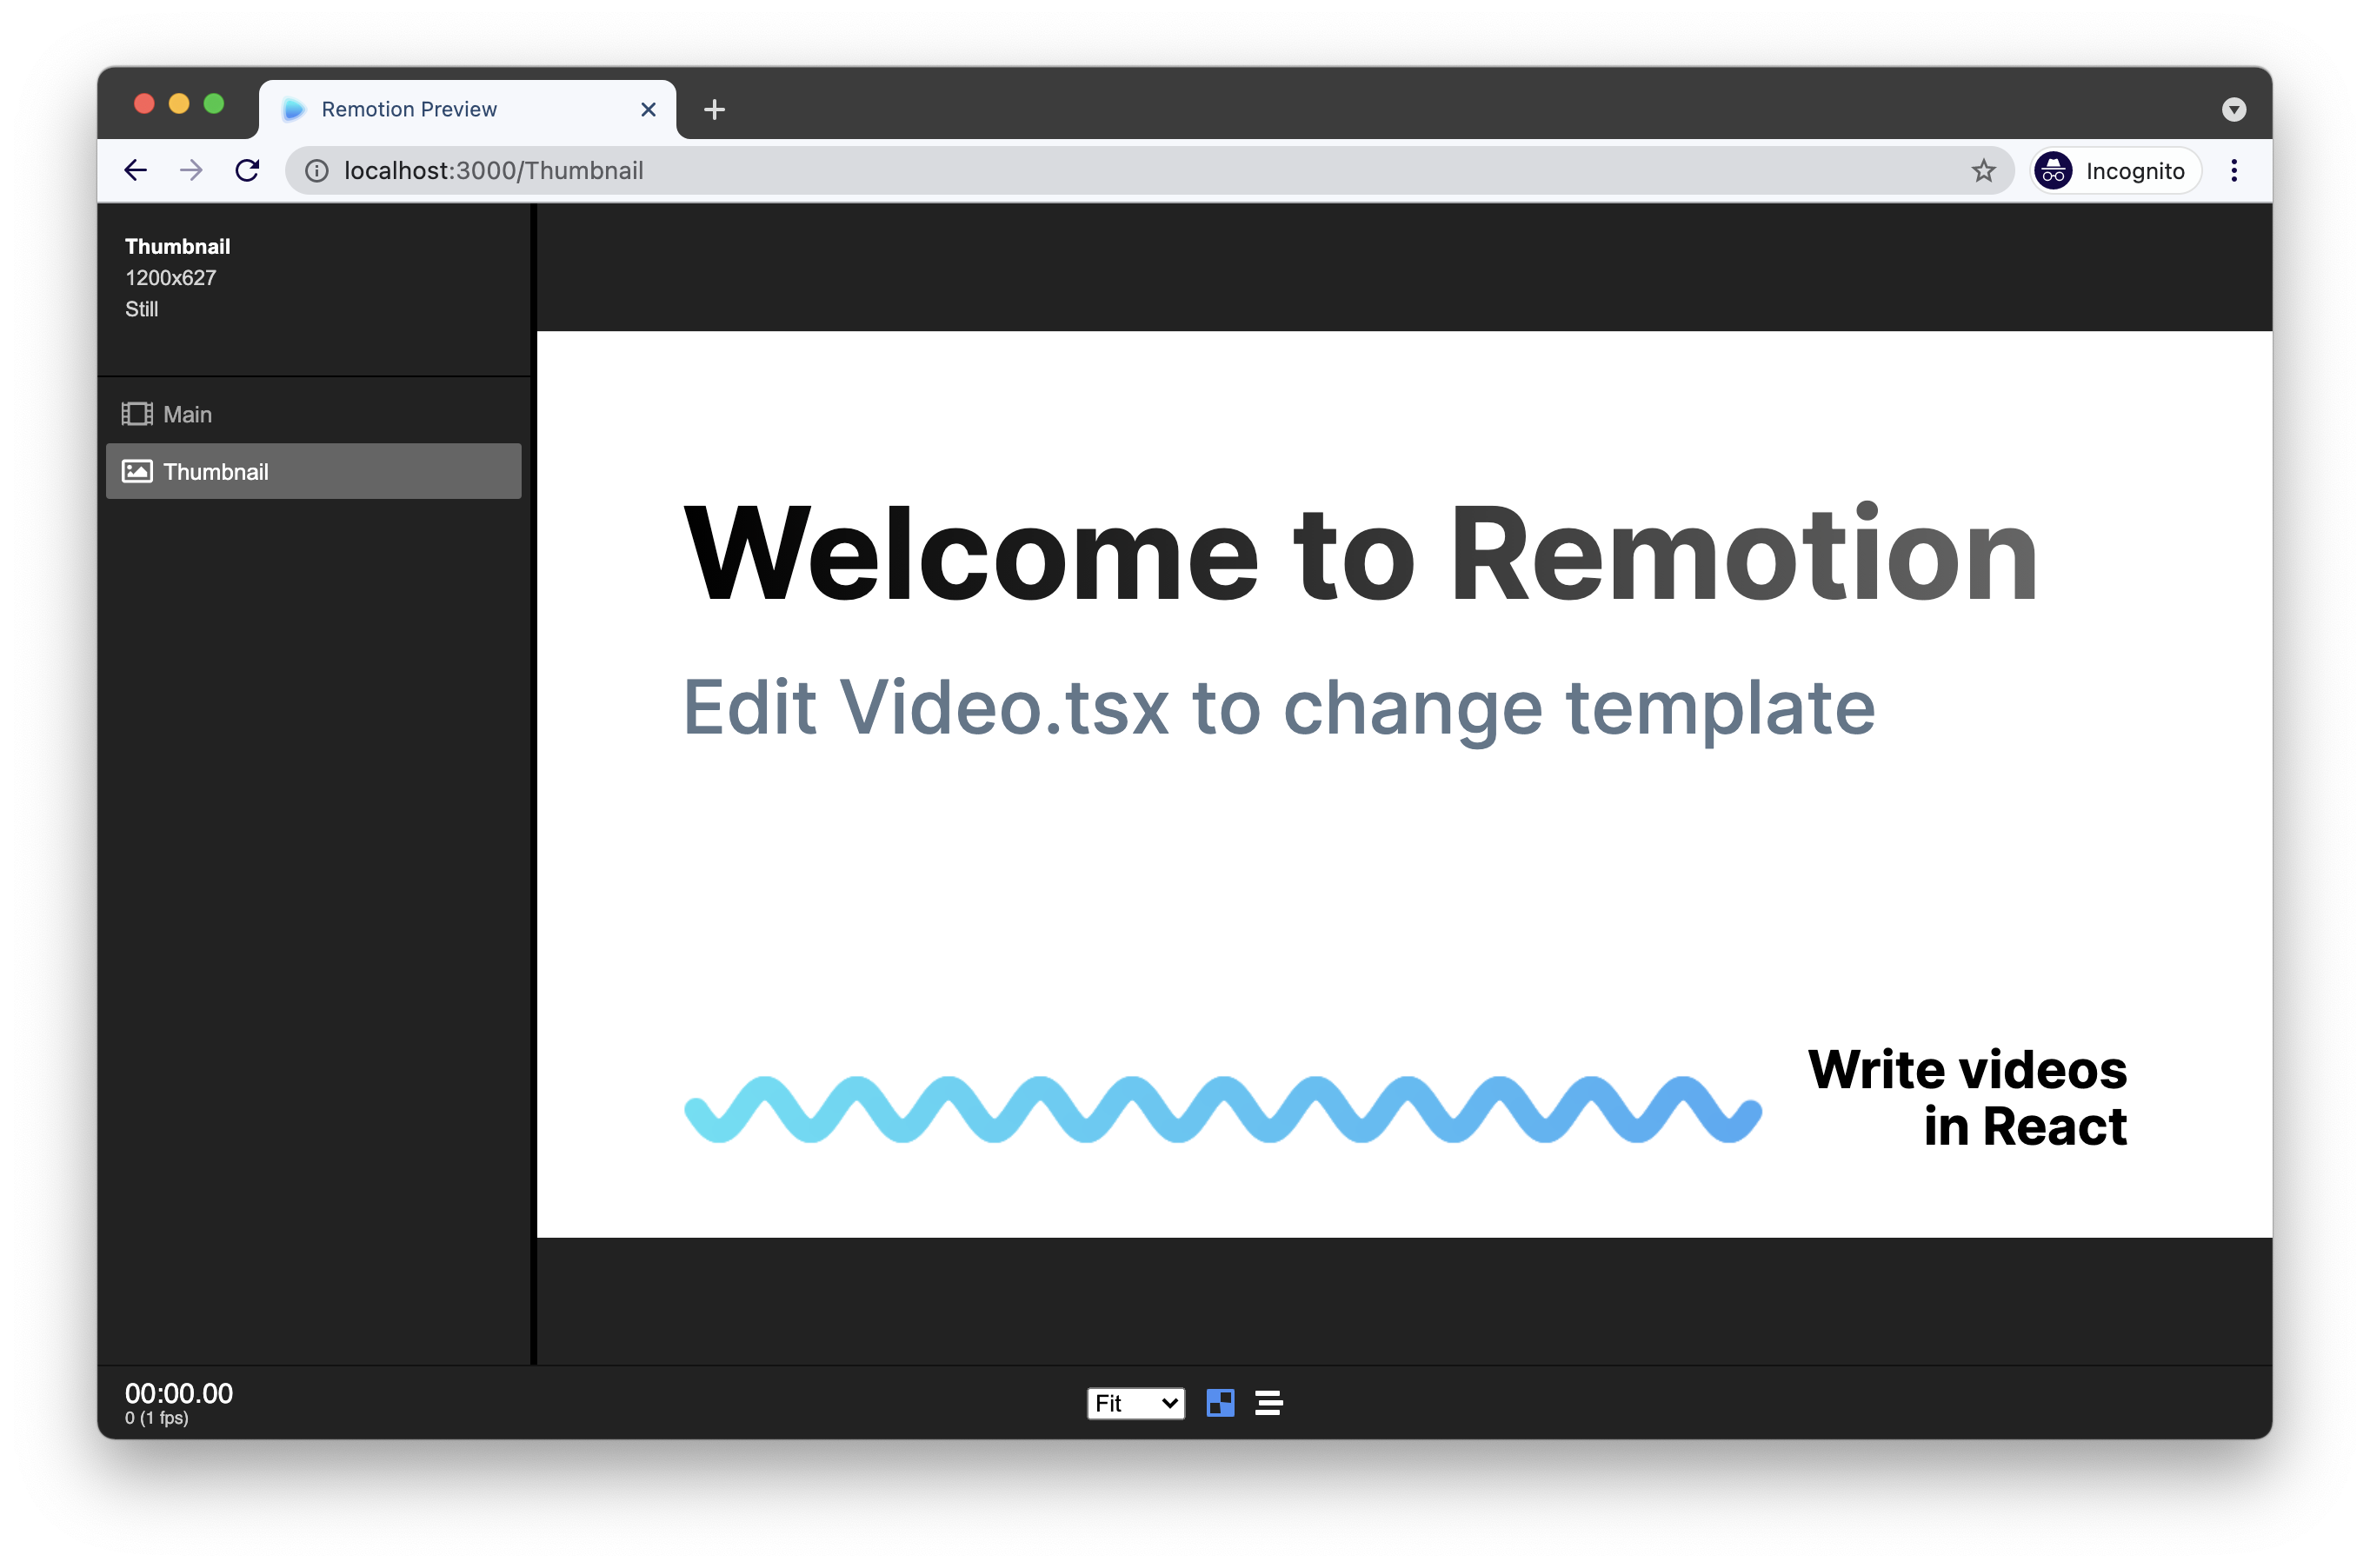 Remotion Preview
localhost:3000/Thumbnail
Incognito
Thumbnail
1200x627
Still
Main
Thumbnail
Welcome to Remotion
Edit Video.tsx to change template
Write videos
in React
00:00.00
0 (1 fps)
Fit